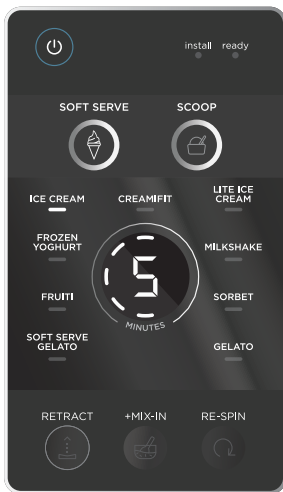 install ready
SOFT SERVE SCOOP
ICE CREAM CREAMIFIT LITE ICE
CREAM
FROZEN
YOGHURT
MILKSHAKE
5
FRUITI SORBET
MINUTES
SOFT SERVE
GELATO
GELATO
RETRACT +MIX-IN RE-SPIN